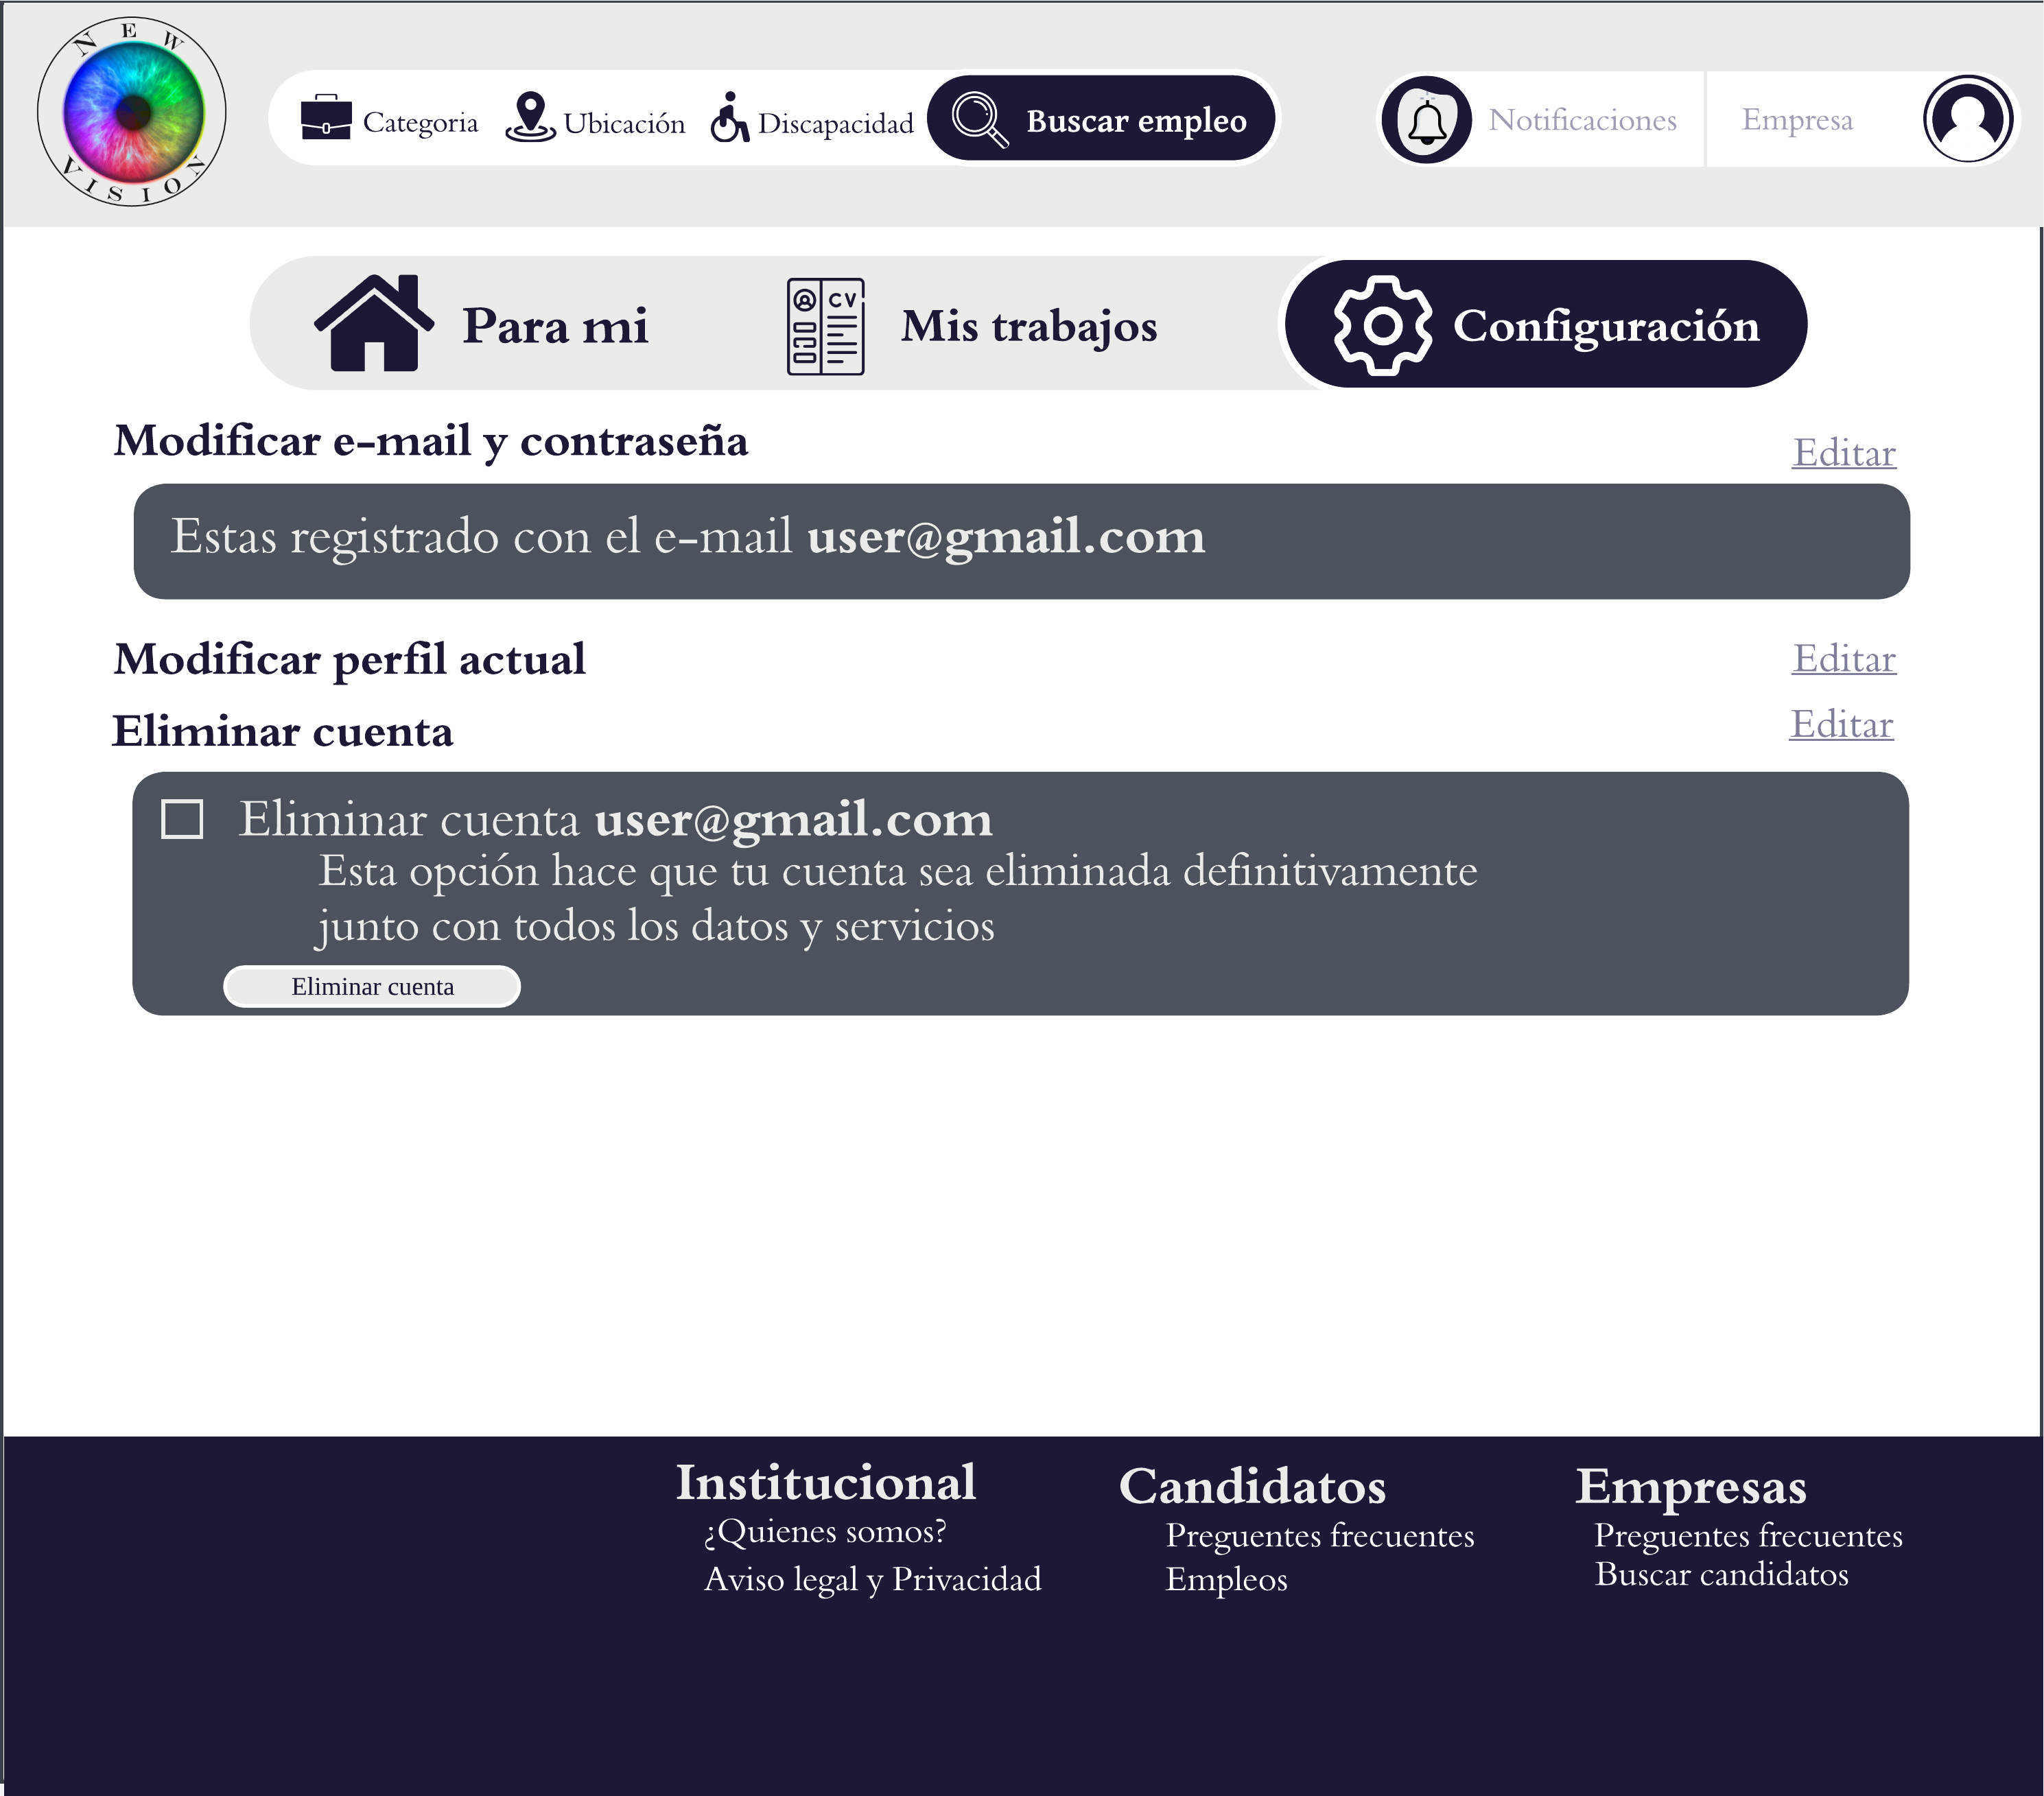 NEW
VISION
Categoria
Ubicación
Discapacidad
Buscar empleo
Notificaciones
Empresa
Para mi
CV
Mis trabajos
Configuración
Modificar e-mail y contraseña
Editar
Estas registrado con el e-mail user@gmail.com
Modificar perfil actual
Editar
Eliminar cuenta
Editar
Eliminar cuenta user@gmail.com
Esta opción hace que tu cuenta sea eliminada definitivamente
junto con todos los datos y servicios
Eliminar cuenta
Institucional
¿Quienes somos?
Aviso legal y Privacidad
Candidatos
Preguentes frecuentes
Empleos
Empresas
Preguentes frecuentes
Buscar candidatos